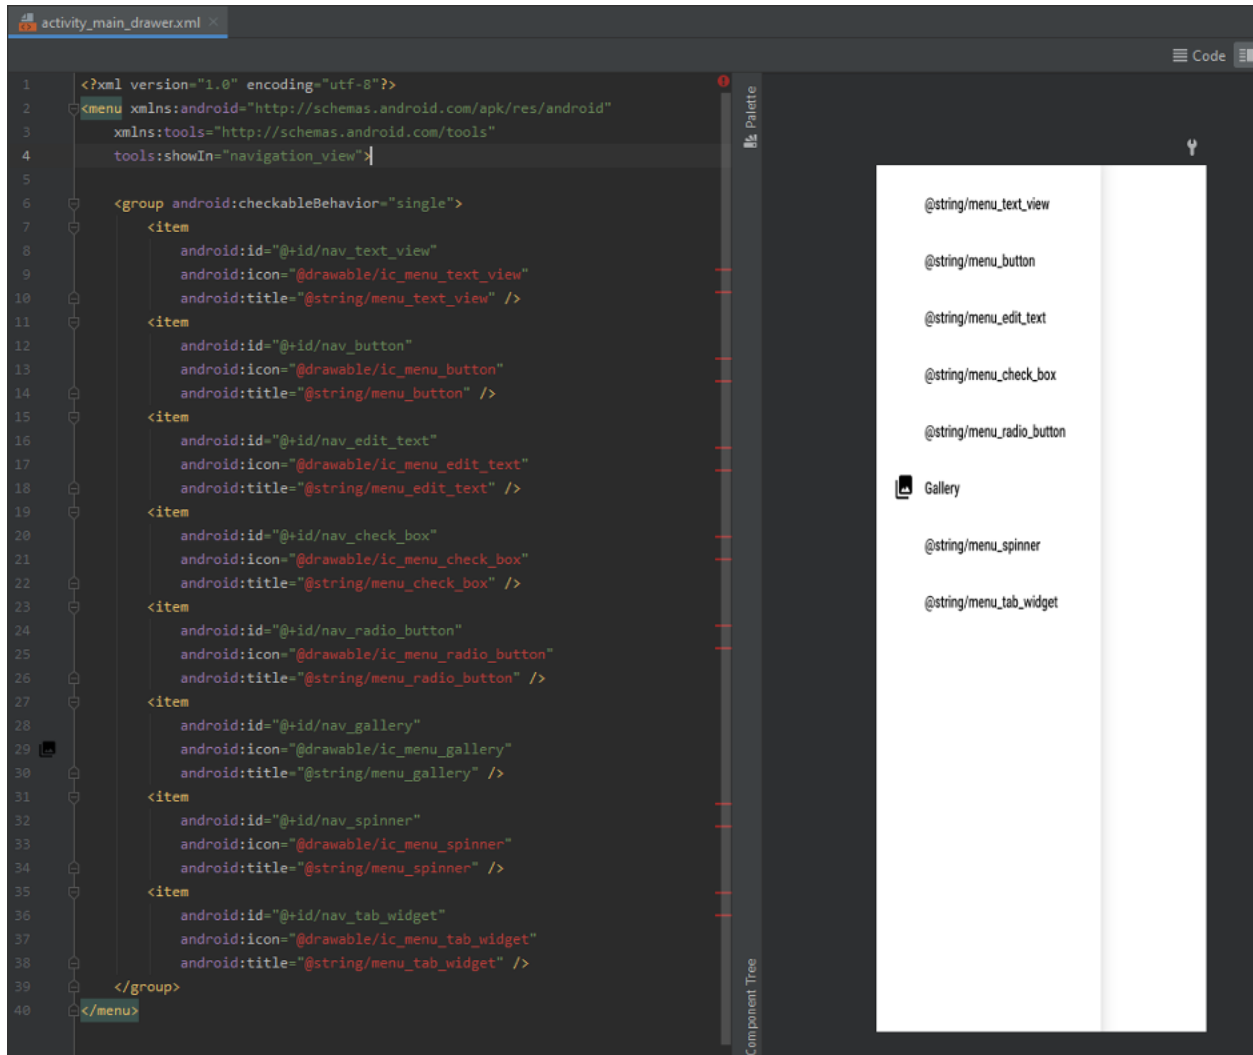 activity_main_drawer.xml
Code
1 <?xml version="1.0" encoding="utf-8"?>
2 <menu xmlns:android="http://schemas.android.com/apk/res/android"
3 xmlns:tools="http://schemas.android.com/tools"
4 tools:showIn="navigation_view">
5
6 <group android:checkableBehavior="single">
7 <item
8 android:id="@+id/nav_text_view"
9 android:icon="@drawable/ic_menu_text_view"
10 android:title="@string/menu_text_view" />
11 <item
12 android:id="@+id/nav_button"
13 android:icon="@drawable/ic_menu_button"
14 android:title="@string/menu_button" />
15 <item
16 android:id="@+id/nav_edit_text"
17 android:icon="@drawable/ic_menu_edit_text"
18 android:title="@string/menu_edit_text" />
19 <item
20 android:id="@+id/nav_check_box"
21 android:icon="@drawable/ic_menu_check_box"
22 android:title="@string/menu_check_box" />
23 <item
24 android:id="@+id/nav_radio_button"
25 android:icon="@drawable/ic_menu_radio_button"
26 android:title="@string/menu_radio_button" />
27 <item
28 android:id="@+id/nav_gallery"
29 android:icon="@drawable/ic_menu_gallery"
30 android:title="@string/menu_gallery" />
31 <item
32 android:id="@+id/nav_spinner"
33 android:icon="@drawable/ic_menu_spinner"
34 android:title="@string/menu_spinner" />
35 <item
36 android:id="@+id/nav_tab_widget"
37 android:icon="@drawable/ic_menu_tab_widget"
38 android:title="@string/menu_tab_widget" />
39 </group>
40 </menu>
Palette
Component Tree
@string/menu_text_view
@string/menu_button
@string/menu_edit_text
@string/menu_check_box
@string/menu_radio_button
Gallery
@string/menu_spinner
@string/menu_tab_widget